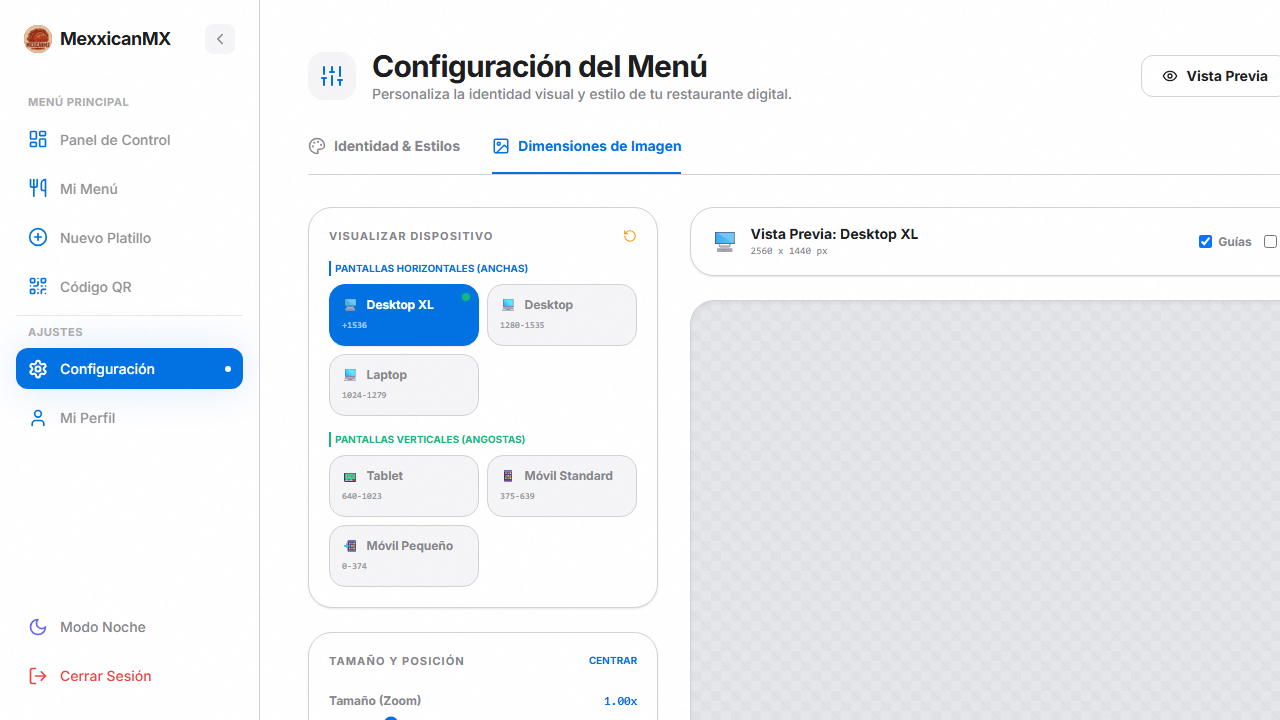 MexxicanMX
MENÚ PRINCIPAL
Panel de Control
Mi Menú
Nuevo Platillo
Código QR
AJUSTES
Configuración
Mi Perfil
Modo Noche
Cerrar Sesión
Configuración del Menú
Personaliza la identidad visual y estilo de tu restaurante digital.
Vista Previa
Identidad & Estilos
Dimensiones de Imagen
VISUALIZAR DISPOSITIVO
PANTALLAS HORIZONTALES (ANCHAS)
Desktop XL
+1536
Desktop
1280-1535
Laptop
1024-1279
PANTALLAS VERTICALES (ANGOSTAS)
Tablet
640-1023
Móvil Standard
375-639
Móvil Pequeño
0-374
TAMAÑO Y POSICIÓN
CENTRAR
Tamaño (Zoom)
1.00x
Vista Previa: Desktop XL
2560 x 1440 px
Guías